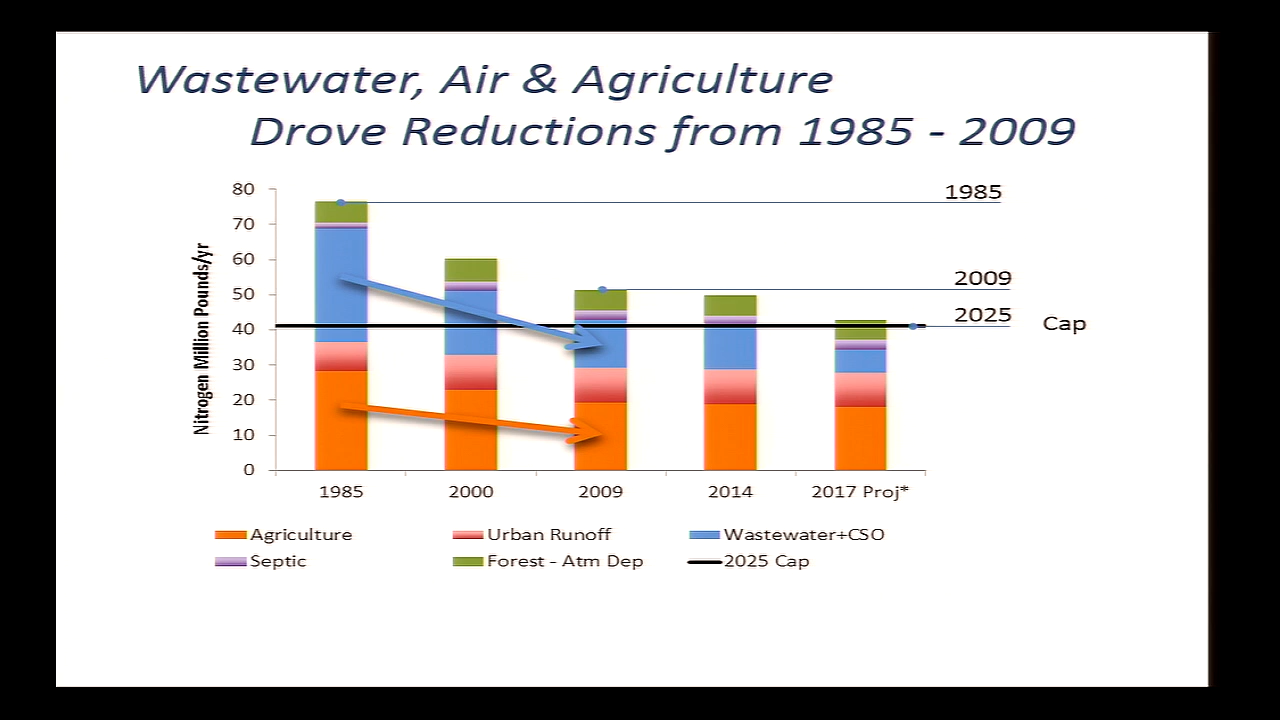 Wastewater, Air & Agriculture
Drove Reductions from 1985 - 2009
Nitrogen Million Pounds/yr
80
70
60
50
40
30
20
10
0
1985
2009
2025
Cap
1985 2000 2009 2014 2017 Proj*
Agriculture Urban Runoff Wastewater+CSO
Septic Forest - Atm Dep 2025 Cap